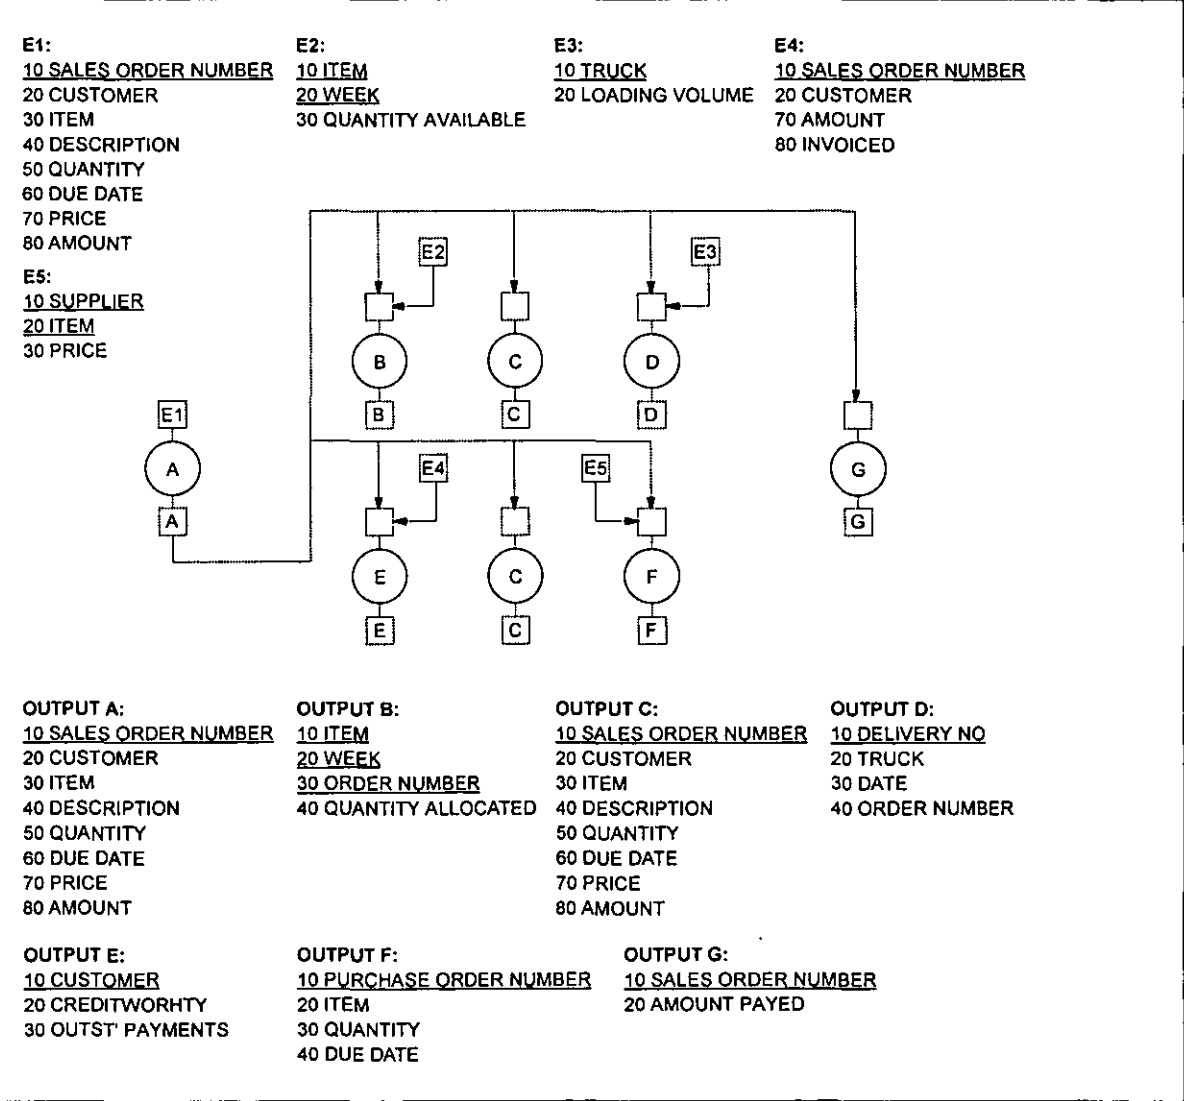 E1:
10 SALES ORDER NUMBER
20 CUSTOMER
30 ITEM
40 DESCRIPTION
50 QUANTITY
60 DUE DATE
70 PRICE
80 AMOUNT
E2:
10 ITEM
20 WEEK
30 QUANTITY AVAILABLE
E3:
10 TRUCK
20 LOADING VOLUME
E4:
10 SALES ORDER NUMBER
20 CUSTOMER
70 AMOUNT
80 INVOICED
E5:
10 SUPPLIER
20 ITEM
30 PRICE
E2
E3
B
C
D
B
C
D
E1
A
A
E4
E5
G
G
E
C
F
E
C
F
OUTPUT A:
10 SALES ORDER NUMBER
20 CUSTOMER
30 ITEM
40 DESCRIPTION
50 QUANTITY
60 DUE DATE
70 PRICE
80 AMOUNT
OUTPUT B:
10 ITEM
20 WEEK
30 ORDER NUMBER
40 QUANTITY ALLOCATED
OUTPUT C:
10 SALES ORDER NUMBER
20 CUSTOMER
30 ITEM
40 DESCRIPTION
50 QUANTITY
60 DUE DATE
70 PRICE
80 AMOUNT
OUTPUT D:
10 DELIVERY NO
20 TRUCK
30 DATE
40 ORDER NUMBER
OUTPUT E:
10 CUSTOMER
20 CREDITWORHTY
30 OUTST' PAYMENTS
OUTPUT F:
10 PURCHASE ORDER NUMBER
20 ITEM
30 QUANTITY
40 DUE DATE
OUTPUT G:
10 SALES ORDER NUMBER
20 AMOUNT PAYED